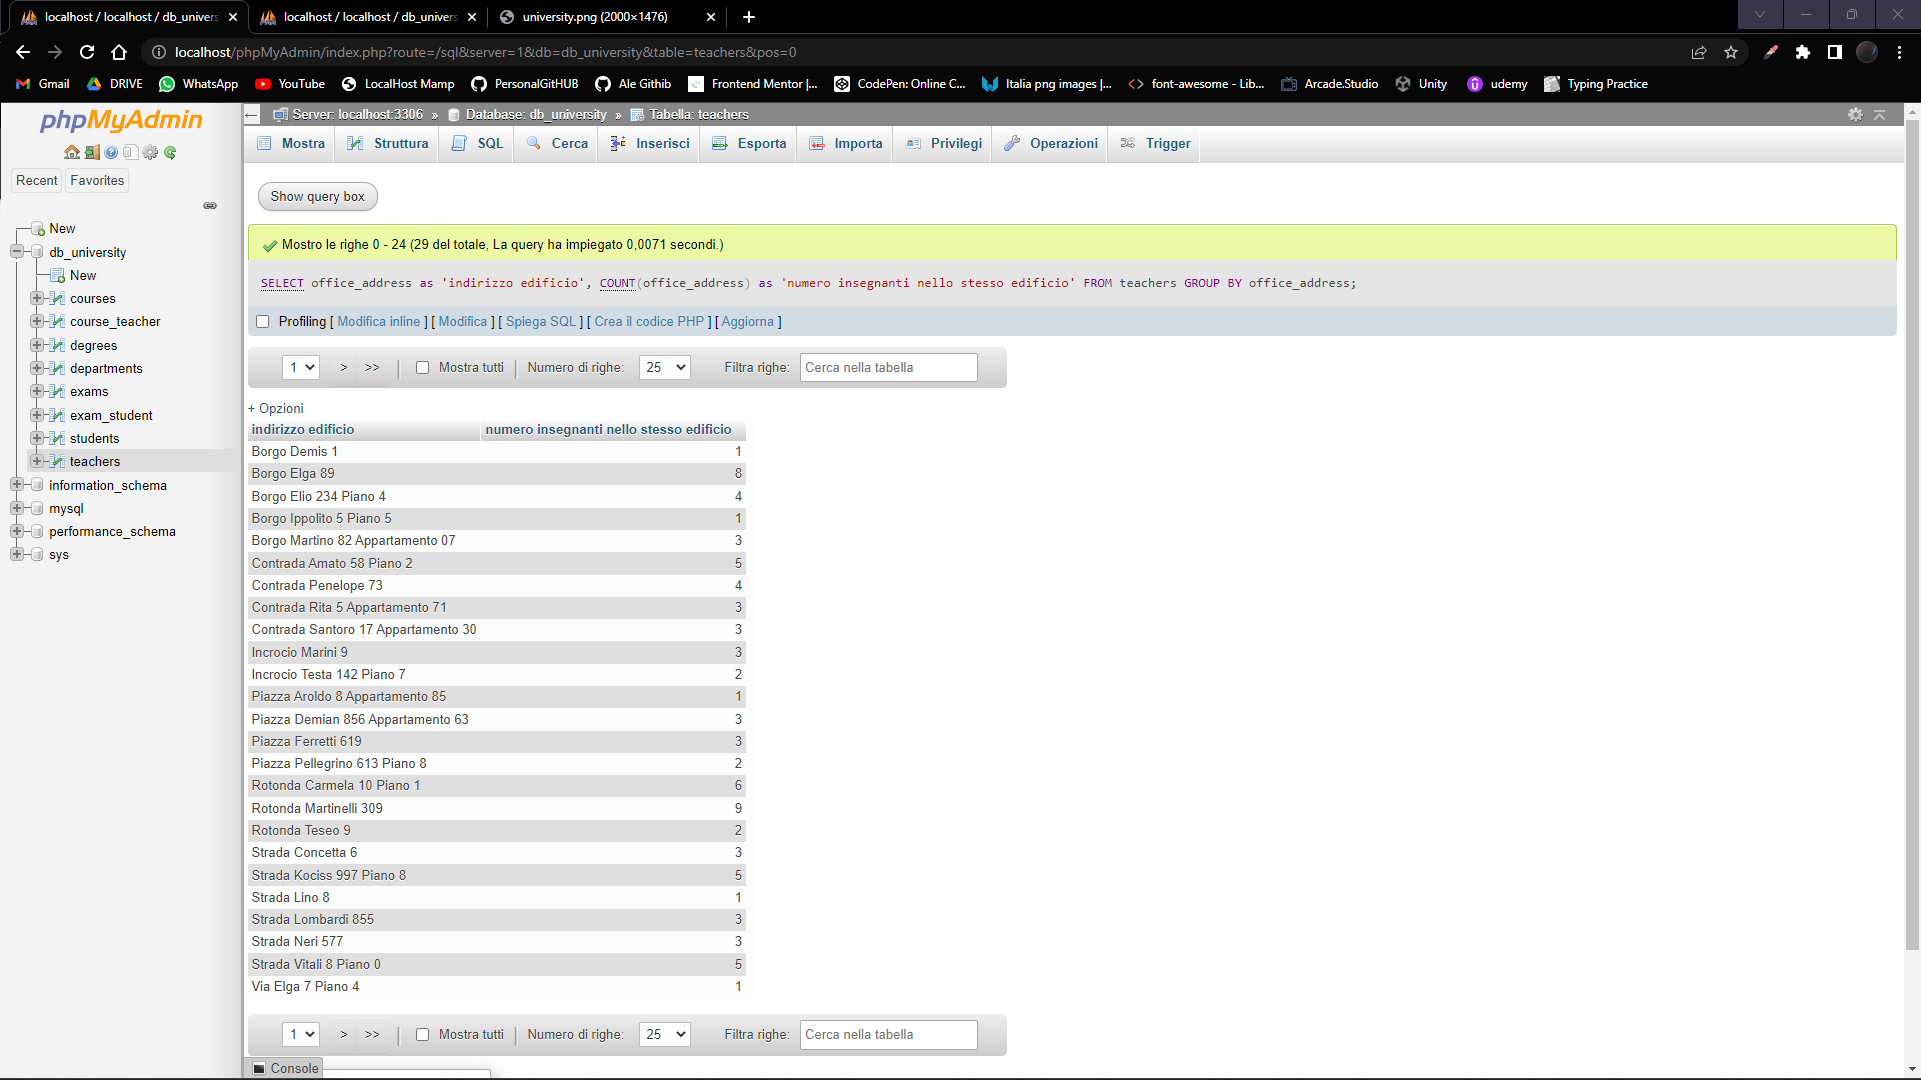 localhost / localhost / db_univers
localhost / localhost / db_univers
university.png (2000×1476)
localhost/phpMyAdmin/index.php?route=/sql&server=1&db=db_university&table=teachers&pos=0
Gmail DRIVE WhatsApp YouTube LocalHost Mamp PersonalGitHUB Ale Githib Frontend Mentor |... CodePen: Online C... Italia png images |... font-awesome - Lib... Arcade.Studio Unity udemy Typing Practice
phpMyAdmin
Recent Favorites
New
db_university
New
courses
course_teacher
degrees
departments
exams
exam_student
students
teachers
information_schema
mysql
performance_schema
sys
Server: localhost:3306 » Database: db_university » Tabella: teachers
Mostra Struttura SQL Cerca Inserisci Esporta Importa Privilegi Operazioni Trigger
Show query box
Mostro le righe 0 - 24 (29 del totale, La query ha impiegato 0,0071 secondi.)
SELECT office_address as 'indirizzo edificio', COUNT(office_address) as 'numero insegnanti nello stesso edificio' FROM teachers GROUP BY office_address;
Profiling [ Modifica inline ] [ Modifica ] [ Spiega SQL ] [ Crea il codice PHP ] [ Aggiorna ]
1 > >> | Mostra tutti | Numero di righe: 25 Filtra righe: Cerca nella tabella
+ Opzioni
indirizzo edificio numero insegnanti nello stesso edificio
Borgo Demis 1 1
Borgo Elga 89 8
Borgo Elio 234 Piano 4 4
Borgo Ippolito 5 Piano 5 1
Borgo Martino 82 Appartamento 07 3
Contrada Amato 58 Piano 2 5
Contrada Penelope 73 4
Contrada Rita 5 Appartamento 71 3
Contrada Santoro 17 Appartamento 30 3
Incrocio Marini 9 3
Incrocio Testa 142 Piano 7 2
Piazza Aroldo 8 Appartamento 85 1
Piazza Demian 856 Appartamento 63 3
Piazza Ferretti 619 3
Piazza Pellegrino 613 Piano 8 2
Rotonda Carmela 10 Piano 1 6
Rotonda Martinelli 309 9
Rotonda Teseo 9 2
Strada Concetta 6 3
Strada Kociss 997 Piano 8 5
Strada Lino 8 1
Strada Lombardi 855 3
Strada Neri 577 3
Strada Vitali 8 Piano 0 5
Via Elga 7 Piano 4 1
1 > >> | Mostra tutti | Numero di righe: 25 Filtra righe: Cerca nella tabella
Console